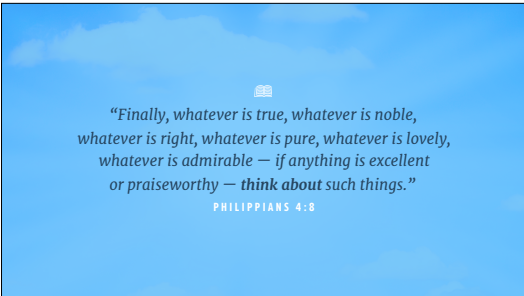 “Finally, whatever is true, whatever is noble,
whatever is right, whatever is pure, whatever is lovely,
whatever is admirable — if anything is excellent
or praiseworthy — think about such things.”
PHILIPPIANS 4:8